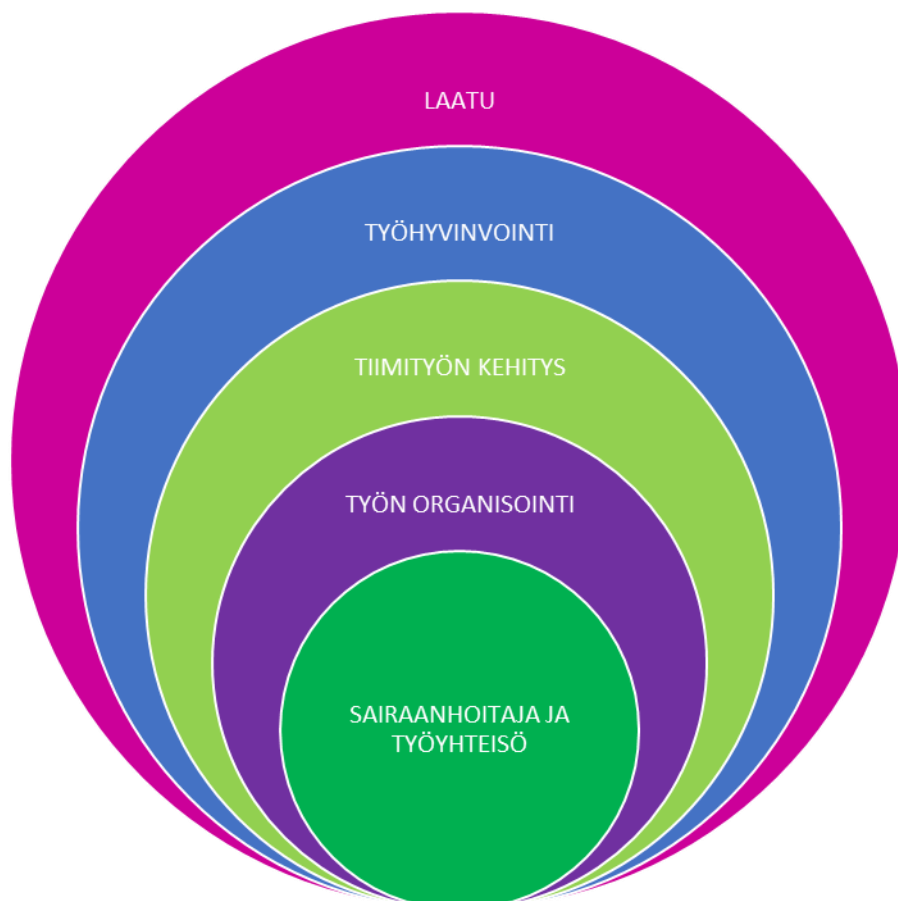 LAATU
TYÖHYVINVOINTI
TIIMITYÖN KEHITYS
TYÖN ORGANISOINTI
SAIRAANHOITAJA JA
TYÖYHTEISÖ